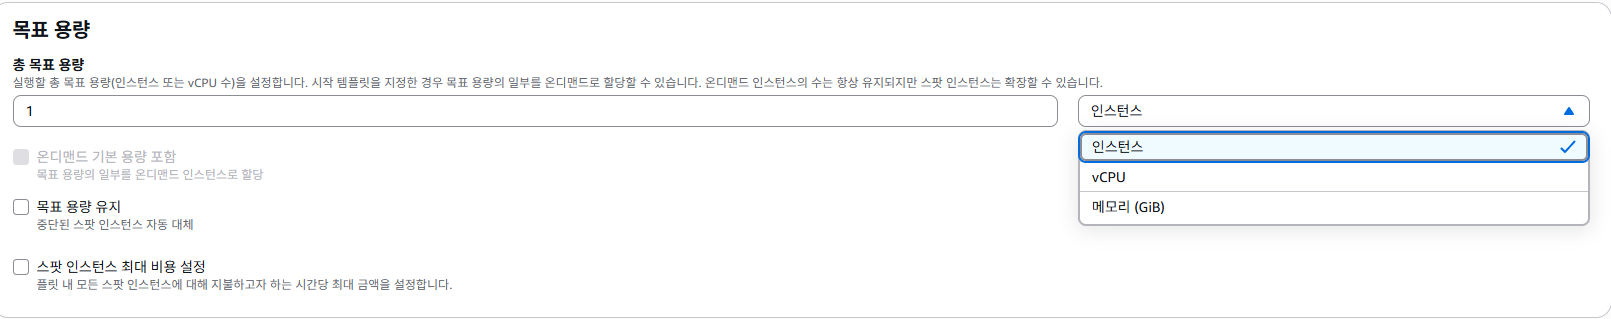 목표 용량
총 목표 용량
실행할 총 목표 용량(인스턴스 또는 vCPU 수)을 설정합니다. 시작 템플릿을 지정한 경우 목표 용량의 일부를 온디맨드로 할당할 수 있습니다. 온디맨드 인스턴스의 수는 항상 유지되지만 스팟 인스턴스는 확장할 수 있습니다.
1
인스턴스
인스턴스
vCPU
메모리 (GiB)
온디맨드 기본 용량 포함
목표 용량의 일부를 온디맨드 인스턴스로 할당
목표 용량 유지
중단된 스팟 인스턴스 자동 대체
스팟 인스턴스 최대 비용 설정
플릿 내 모든 스팟 인스턴스에 대해 지불하고자 하는 시간당 최대 금액을 설정합니다.